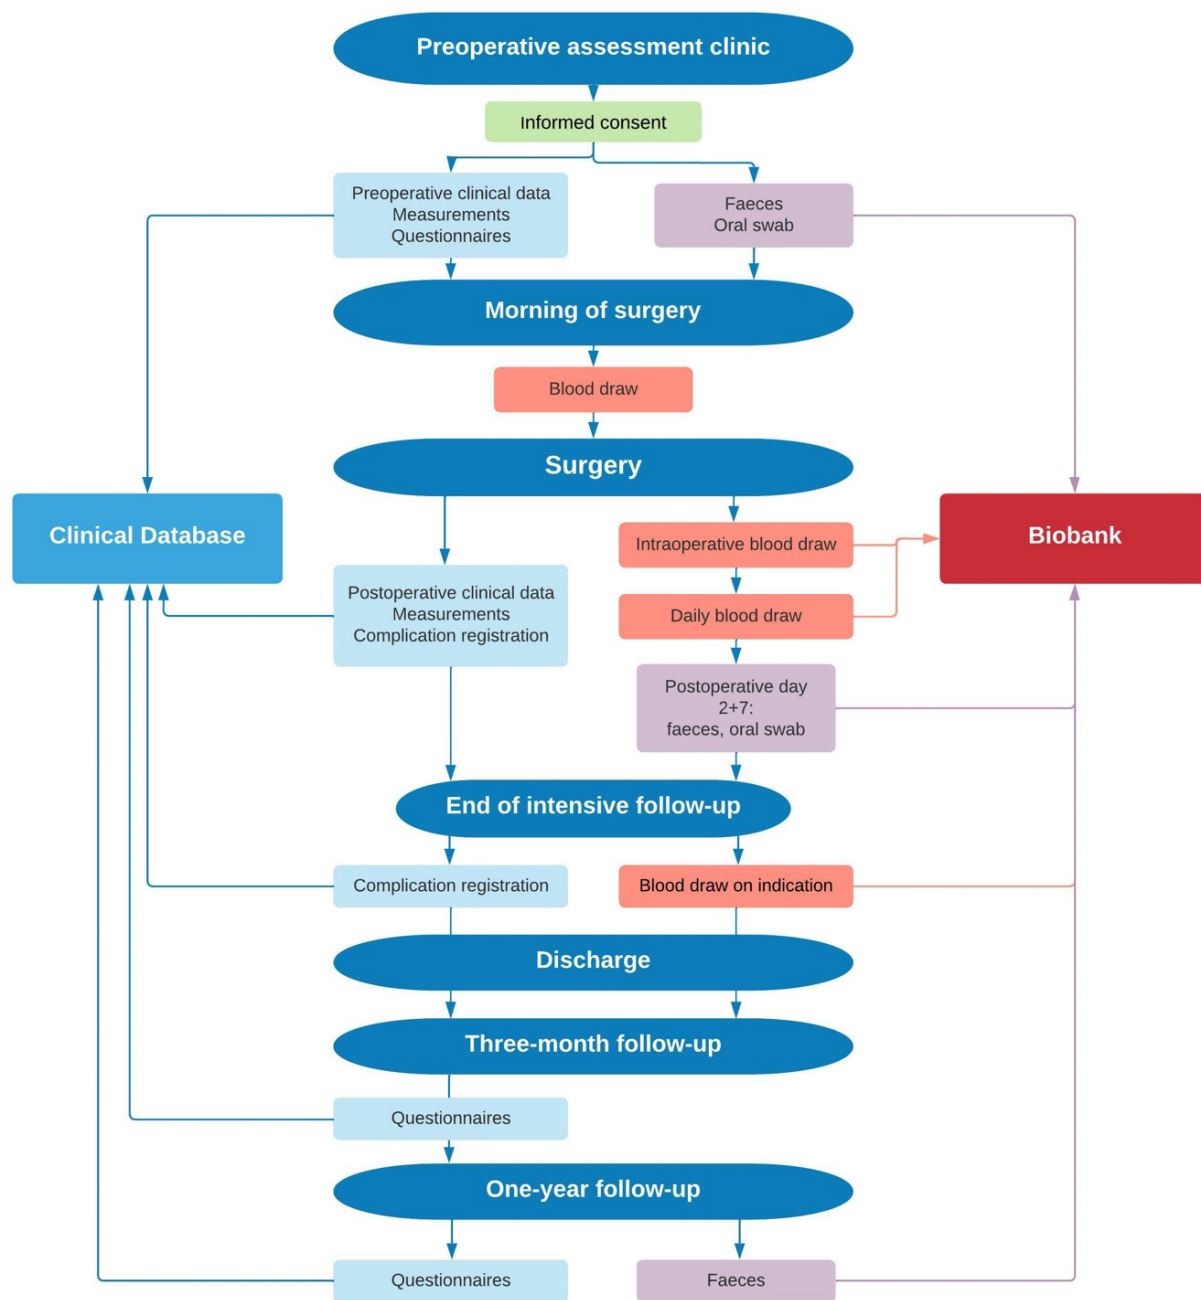 Preoperative assessment clinic
Informed consent
Preoperative clinical data
Measurements
Questionnaires
Faeces
Oral swab
Morning of surgery
Blood draw
Surgery
Clinical Database
Biobank
Intraoperative blood draw
Postoperative clinical data
Measurements
Complication registration
Daily blood draw
Postoperative day
2+7:
faeces, oral swab
End of intensive follow-up
Complication registration
Blood draw on indication
Discharge
Three-month follow-up
Questionnaires
One-year follow-up
Questionnaires
Faeces